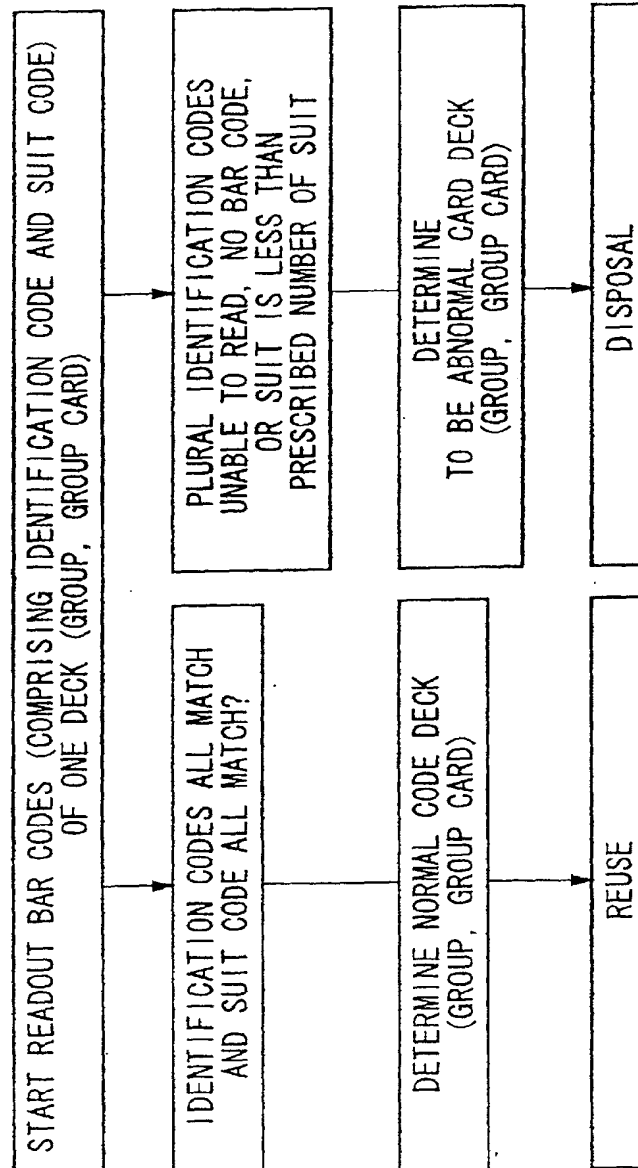 START READOUT BAR CODES (COMPRISING IDENTIFICATION CODE AND SUIT CODE)
OF ONE DECK (GROUP, GROUP CARD)
IDENTIFICATION CODES ALL MATCH
AND SUIT CODE ALL MATCH?
DETERMINE NORMAL CODE DECK
(GROUP, GROUP CARD)
REUSE
PLURAL IDENTIFICATION CODES
UNABLE TO READ, NO BAR CODE,
OR SUIT IS LESS THAN
PRESCRIBED NUMBER OF SUIT
DETERMINE
TO BE ABNORMAL CARD DECK
(GROUP, GROUP CARD)
DISPOSAL